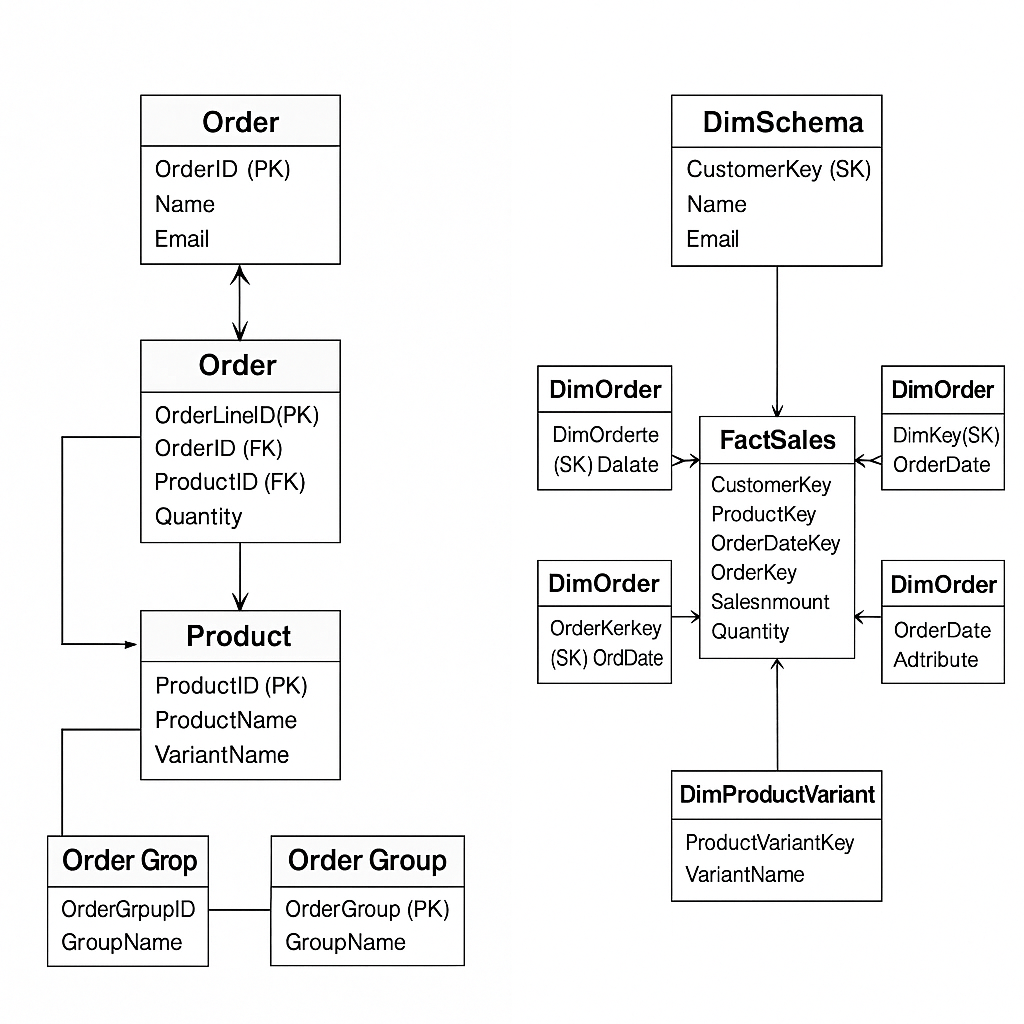 Order
OrderID (PK)
Name
Email
Order
OrderLineID(PK)
OrderID (FK)
ProductID (FK)
Quantity
Product
ProductID (PK)
ProductName
VariantName
Order Grop
OrderGrpupID
GroupName
Order Group
OrderGroup (PK)
GroupName
DimSchema
CustomerKey (SK)
Name
Email
DimOrder
DimOrderte
(SK) Dalate
FactSales
CustomerKey
ProductKey
OrderDateKey
OrderKey
Salesnmount
Quantity
DimOrder
DimKey(SK)
OrderDate
DimOrder
OrderKerkey
(SK) OrdDate
DimOrder
OrderDate
Adtribute
DimProductVariant
ProductVariantKey
VariantName